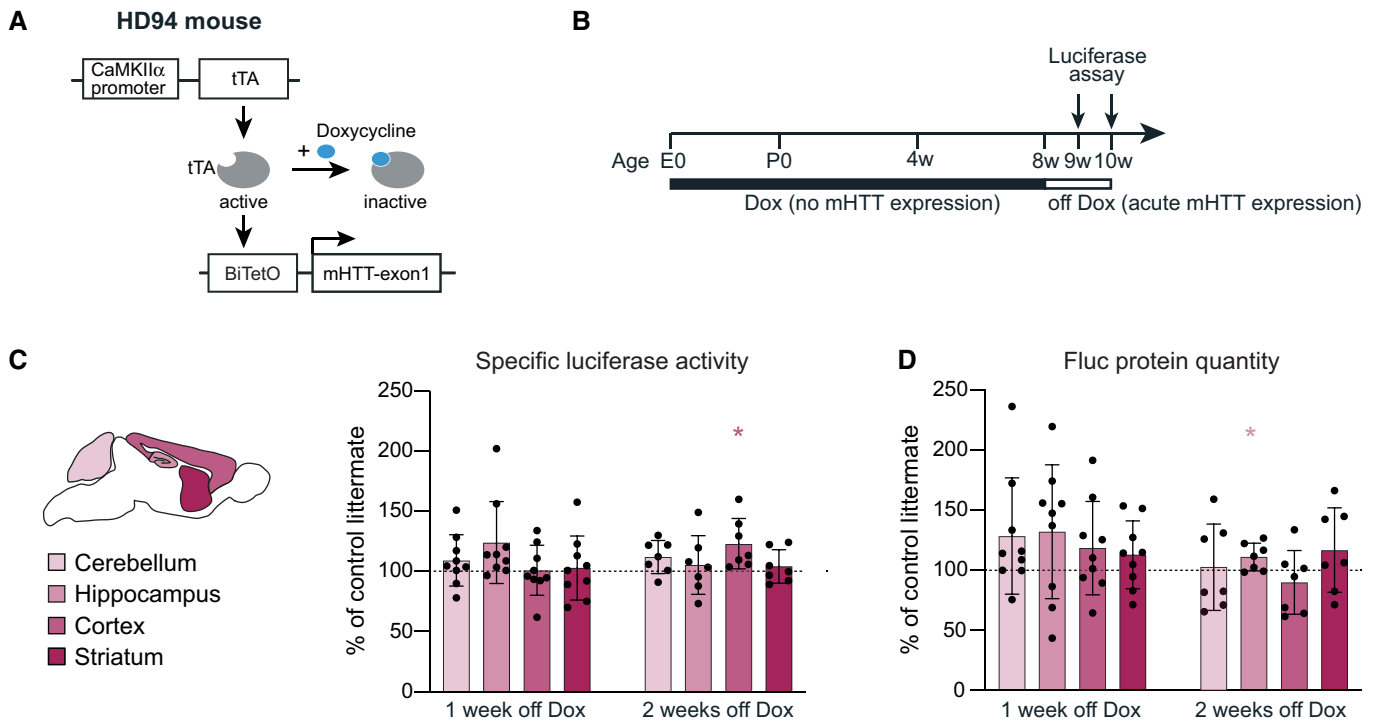 A
HD94 mouse
CaMKIIα
promoter
tTA
Doxycycline
+
tTA
active
inactive
BiTetO
mHTT-exon1
B
Luciferase
assay
Age E0 P0 4w 8w 9w 10w
Dox (no mHTT expression) off Dox (acute mHTT expression)
C
Cerebellum
Hippocampus
Cortex
Striatum
Specific luciferase activity
% of control littermate
250
200
150
100
50
0
*
1 week off Dox 2 weeks off Dox
D
Fluc protein quantity
% of control littermate
250
200
150
100
50
0
*
1 week off Dox 2 weeks off Dox